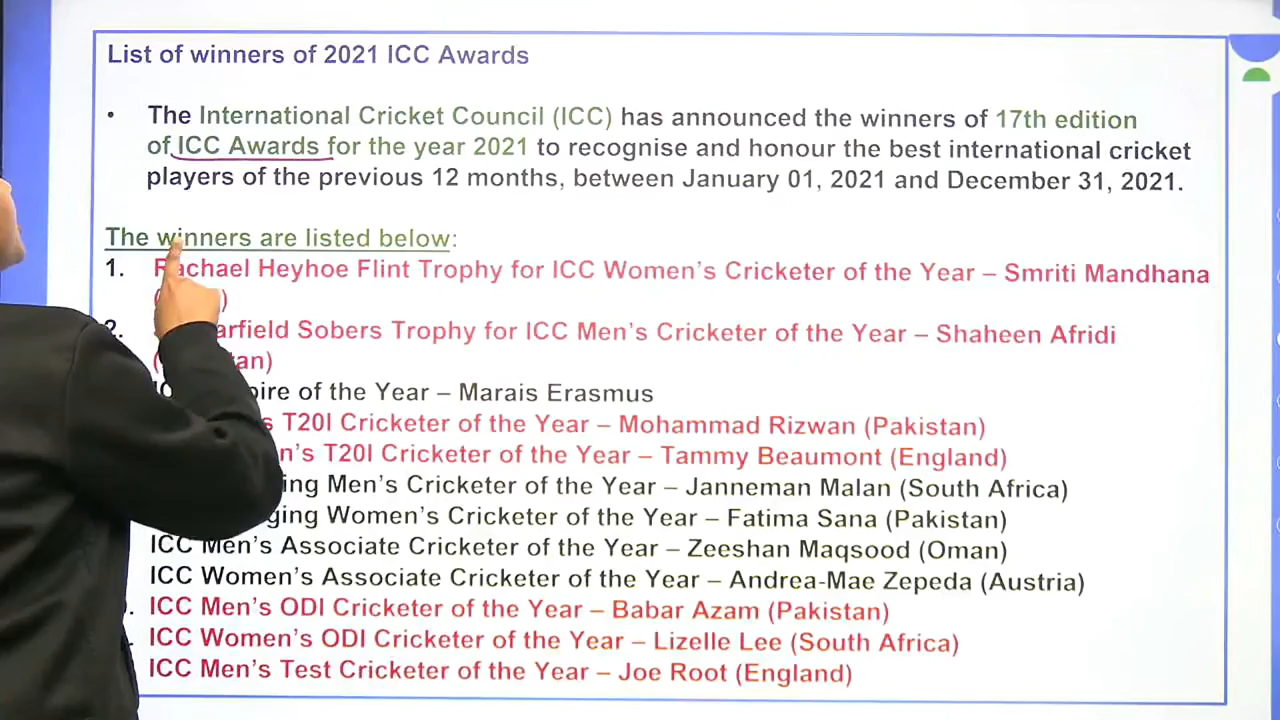 List of winners of 2021 ICC Awards
• The International Cricket Council (ICC) has announced the winners of 17th edition
of ICC Awards for the year 2021 to recognise and honour the best international cricket
players of the previous 12 months, between January 01, 2021 and December 31, 2021.
The winners are listed below:
1. Rachael Heyhoe Flint Trophy for ICC Women's Cricketer of the Year – Smriti Mandhana
2. Sobers Trophy for ICC Men's Cricketer of the Year – Shaheen Afridi
of the Year – Marais Erasmus
T20I Cricketer of the Year – Mohammad Rizwan (Pakistan)
T20I Cricketer of the Year – Tammy Beaumont (England)
Men's Cricketer of the Year – Janneman Malan (South Africa)
Women's Cricketer of the Year – Fatima Sana (Pakistan)
ICC Men's Associate Cricketer of the Year – Zeeshan Maqsood (Oman)
ICC Women's Associate Cricketer of the Year – Andrea-Mae Zepeda (Austria)
ICC Men's ODI Cricketer of the Year – Babar Azam (Pakistan)
ICC Women's ODI Cricketer of the Year – Lizelle Lee (South Africa)
ICC Men's Test Cricketer of the Year – Joe Root (England)